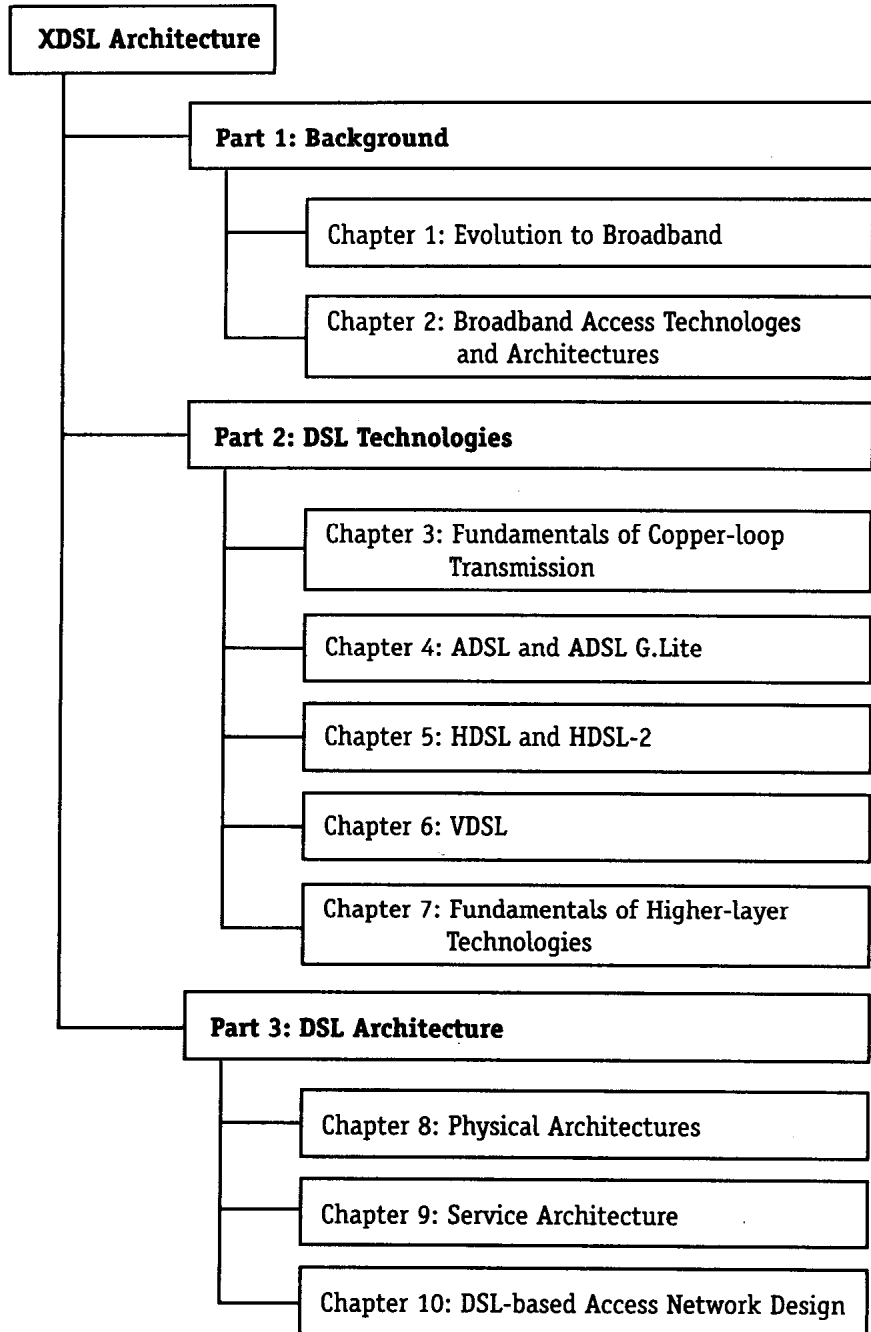 XDSL Architecture
Part 1: Background
Chapter 1: Evolution to Broadband
Chapter 2: Broadband Access Technologes
and Architectures
Part 2: DSL Technologies
Chapter 3: Fundamentals of Copper-loop
Transmission
Chapter 4: ADSL and ADSL G.Lite
Chapter 5: HDSL and HDSL-2
Chapter 6: VDSL
Chapter 7: Fundamentals of Higher-layer
Technologies
Part 3: DSL Architecture
Chapter 8: Physical Architectures
Chapter 9: Service Architecture
Chapter 10: DSL-based Access Network Design